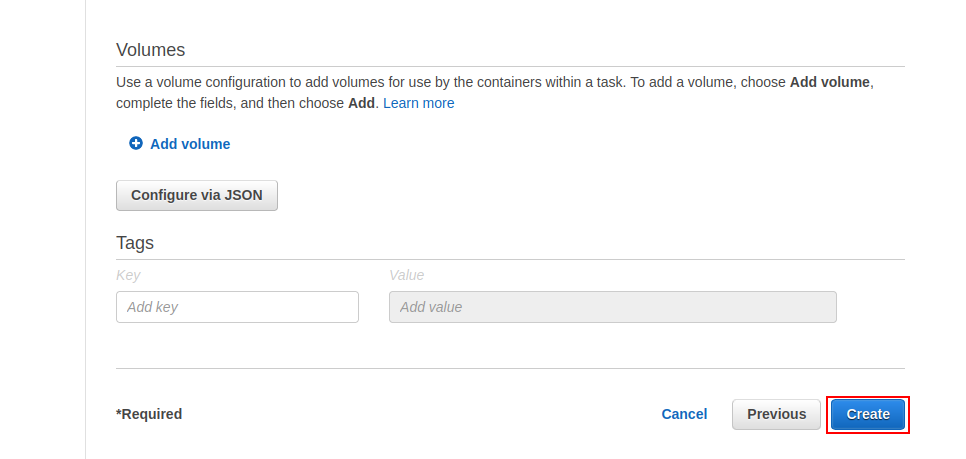 Volumes
Use a volume configuration to add volumes for use by the containers within a task. To add a volume, choose Add volume,
complete the fields, and then choose Add. Learn more
Add volume
Configure via JSON
Tags
Key Value
Add key Add value
*Required Cancel Previous Create